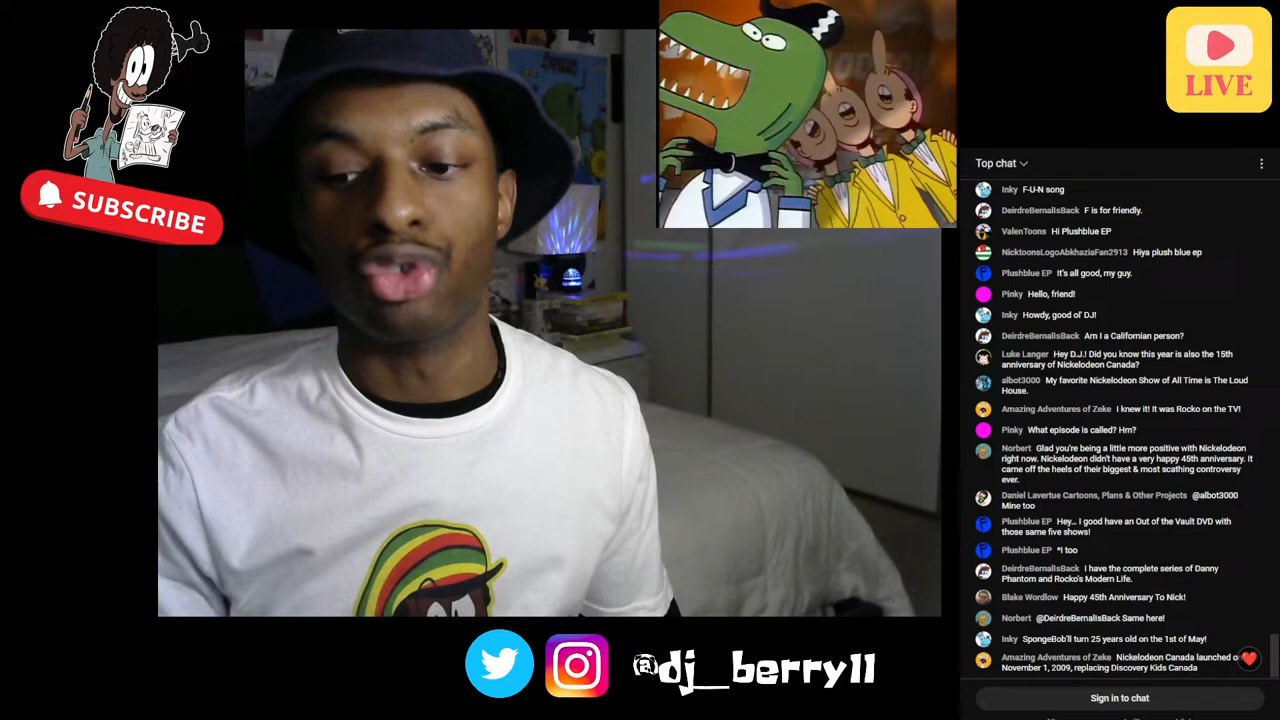 SUBSCRIBE
LIVE
Top chat
Inky F-U-N song
DeirdreBernalIsBack F is for friendly.
ValenToons Hi Plushblue EP
NicktoonsLogoAbkhaziaFan2913 Hiya plush blue ep
Plushblue EP It's all good, my guy.
Pinky Hello, friend!
Inky Howdy, good ol' DJ!
DeirdreBernalIsBack Am I a Californian person?
Luke Langer Hey D.J.! Did you know this year is also the 15th
anniversary of Nickelodeon Canada?
albot3000 My favorite Nickelodeon Show of All Time is The Loud
House.
Amazing Adventures of Zeke I knew it! It was Rocko on the TV!
Pinky What episode is called? Hm?
Norbert Glad you're being a little more positive with Nickelodeon
right now. Nickelodeon didn't have a very happy 45th anniversary. It
came off the heels of their biggest & most scathing controversy
ever.
Daniel Lavertue Cartoons, Plans & Other Projects @albot3000
Mine too
Plushblue EP Hey... I good have an Out of the Vault DVD with
those same five shows!
Plushblue EP *I too
DeirdreBernalIsBack I have the complete series of Danny
Phantom and Rocko's Modern Life.
Blake Wordlow Happy 45th Anniversary To Nick!
Norbert @DeirdreBernalIsBack Same here!
Inky SpongeBob'll turn 25 years old on the 1st of May!
Amazing Adventures of Zeke Nickelodeon Canada launched
November 1, 2009, replacing Discovery Kids Canada
Sign in to chat
@dj_berry11